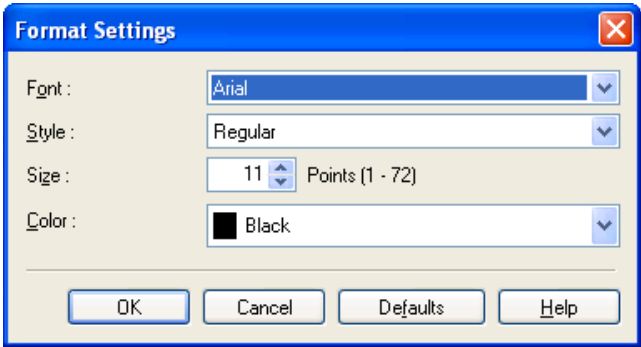 Format Settings
Font : Arial
Style : Regular
Size : 11 Points (1 - 72)
Color : Black
OK Cancel Defaults Help